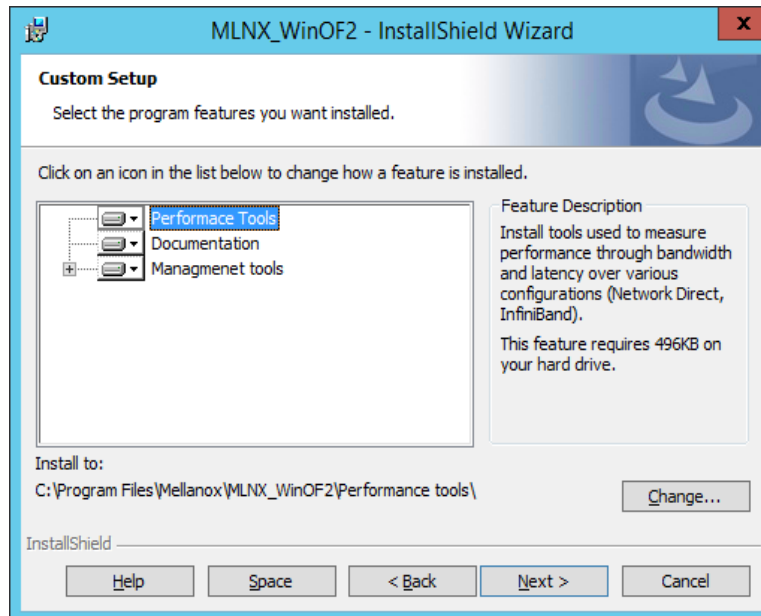 MLNX_WinOF2 - InstallShield Wizard
x
Custom Setup
Select the program features you want installed.
Click on an icon in the list below to change how a feature is installed.
Performace Tools
Documentation
Managmenet tools
Feature Description
Install tools used to measure
performance through bandwidth
and latency over various
configurations (Network Direct,
InfiniBand).
This feature requires 496KB on
your hard drive.
Install to:
C:\Program Files\Mellanox\MLNX_WinOF2\Performance tools\
Change...
InstallShield
Help
Space
< Back
Next >
Cancel